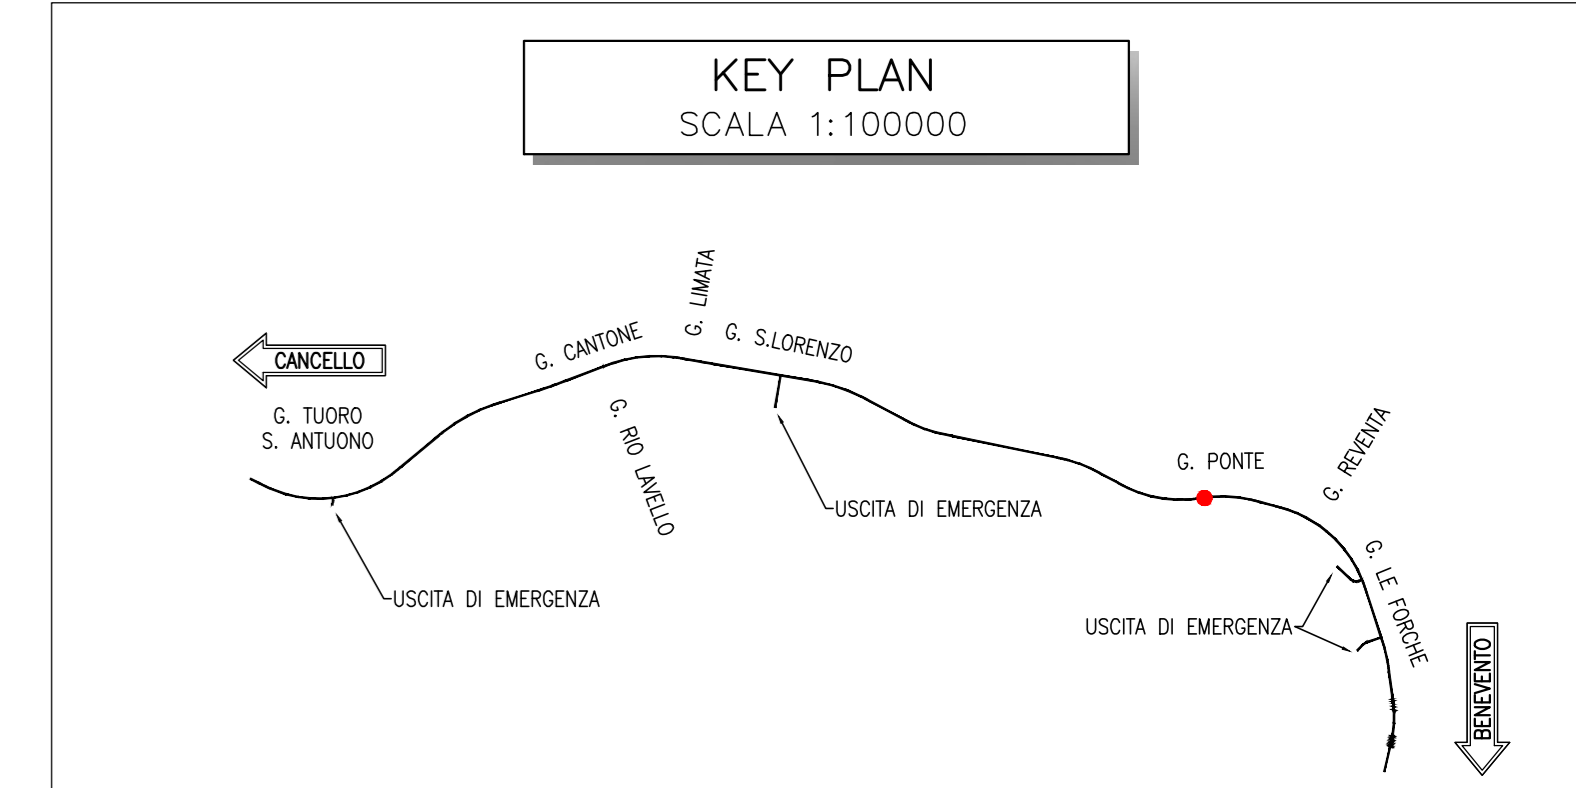 KEY PLAN
SCALA 1:100000
G. LIMATA
G. CANTONE
G. S.LORENZO
CANCELLO
G. TUORO
S. ANTUONO
G. RIO LAVELLO
G. REVENTA
G. PONTE
USCITA DI EMERGENZA
USCITA DI EMERGENZA
G. LE FORCHE
USCITA DI EMERGENZA
BENEVENTO